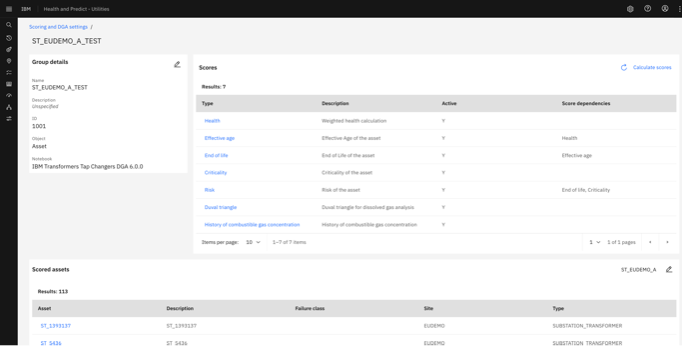 IBM Health and Predict - Utilities
Scoring and DGA settings /
ST_EUDEMO_A_TEST
Group details
Name
ST_EUDEMO_A_TEST
Description
Unspecified
ID
1001
Object
Asset
Notebook
IBM Transformers Tap Changers DGA 6.0.0
Scores
Calculate scores
Results: 7
Type Description Active Score dependencies
Health Weighted health calculation Y
Effective age Effective Age of the asset Y Health
End of life End of Life of the asset Y Effective age
Criticality Criticality of the asset Y
Risk Risk of the asset Y End of life, Criticality
Duval triangle Duval triangle for dissolved gas analysis Y
History of combustible gas concentration History of combustible gas concentration Y
Items per page: 10 1–7 of 7 items 1 1 of 1 pages
Scored assets ST_EUDEMO_A
Results: 113
Asset Description Failure class Site Type
ST_1393137 ST_1393137 EUDEMO SUBSTATION_TRANSFORMER
ST_5426 ST_5426 EUDEMO SUBSTATION_TRANSFORMER